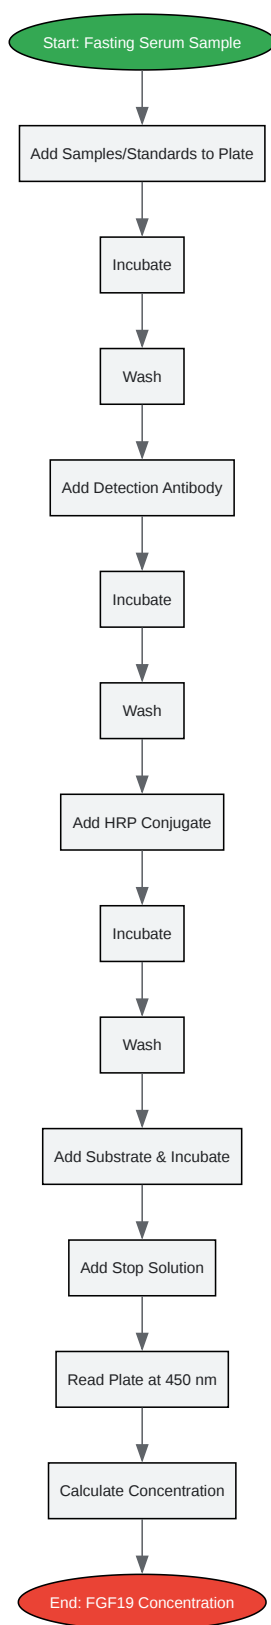 Start: Fasting Serum Sample
Add Samples/Standards to Plate
Incubate
Wash
Add Detection Antibody
Incubate
Wash
Add HRP Conjugate
Incubate
Wash
Add Substrate & Incubate
Add Stop Solution
Read Plate at 450 nm
Calculate Concentration
End: FGF19 Concentration